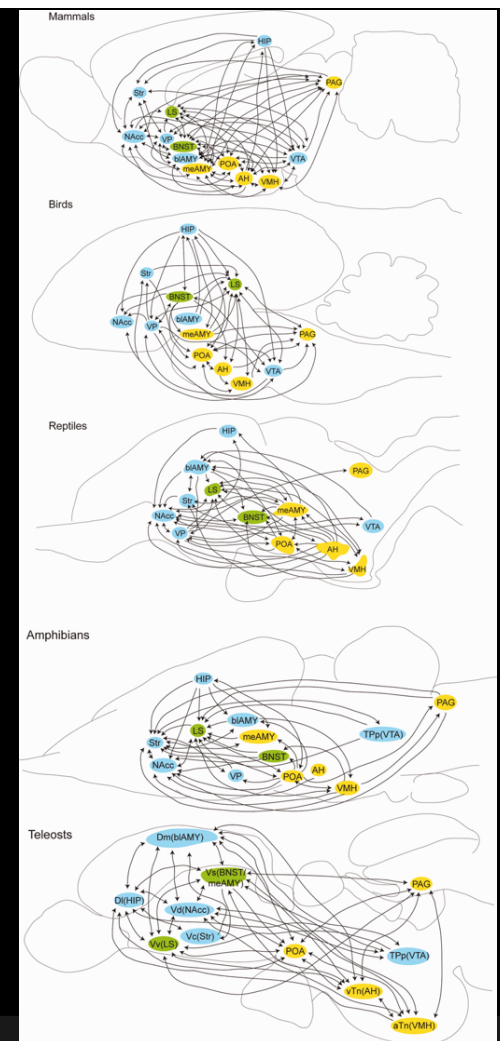 Mammals
HIP
PAG
Str
LS
NAcc
VP
BNST
blAMY
meAMY
POA
VTA
AH
VMH
Birds
HIP
Str
LS
BNST
NAcc
VP
blAMY
meAMY
PAG
POA
AH
VTA
VMH
Reptiles
HIP
blAMY
PAG
LS
Str
NAcc
BNST
meAMY
VTA
VP
POA
AH
VMH
Amphibians
HIP
PAG
blAMY
LS
meAMY
TPp(VTA)
Str
BNST
NAcc
AH
VP
POA
VMH
Teleosts
Dm(blAMY)
Vs(BNST/
meAMY)
PAG
Dl(HIP)
Vd(NAcc)
Vc(Str)
Vv(LS)
POA
TPp(VTA)
vTn(AH)
aTn(VMH)